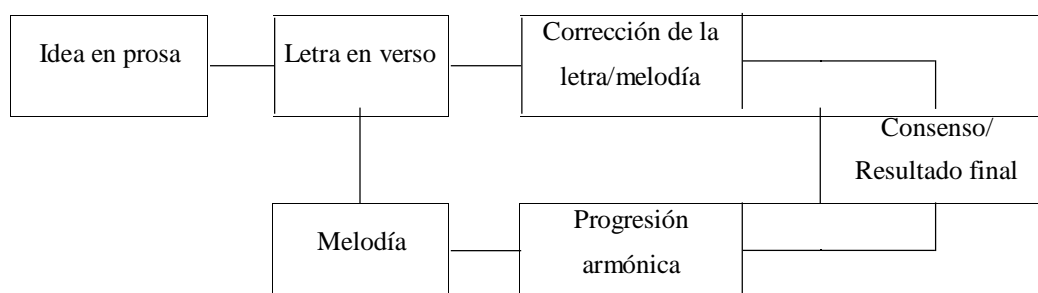 Idea en prosa
Letra en verso
Corrección de la
letra/melodía
Consenso/
Resultado final
Melodía
Progresión
armónica